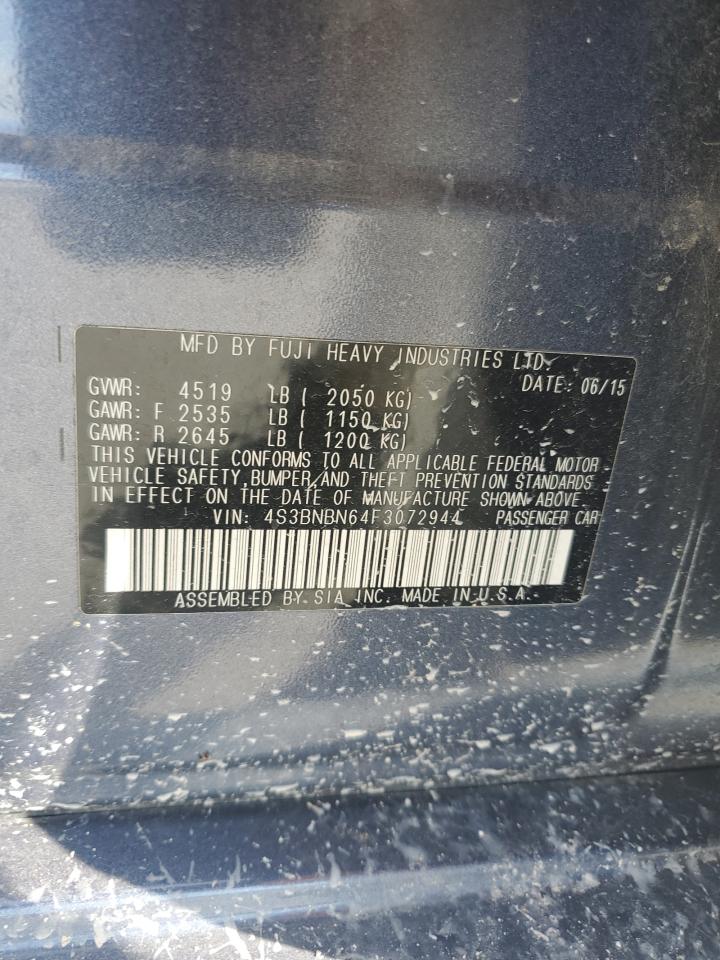 MFD BY FUJI HEAVY INDUSTRIES LTD.
DATE: 06/15
GVWR: 4519 LB ( 2050 KG)
GAWR: F 2535 LB ( 1150 KG)
GAWR: R 2645 LB ( 1200 KG)
THIS VEHICLE CONFORMS TO ALL APPLICABLE FEDERAL MOTOR
VEHICLE SAFETY, BUMPER, AND THEFT PREVENTION STANDARDS
IN EFFECT ON THE DATE OF MANUFACTURE SHOWN ABOVE
VIN: 4S3BNBN64F3072944 PASSENGER CAR
ASSEMBLED BY SIA INC. MADE IN U.S.A.